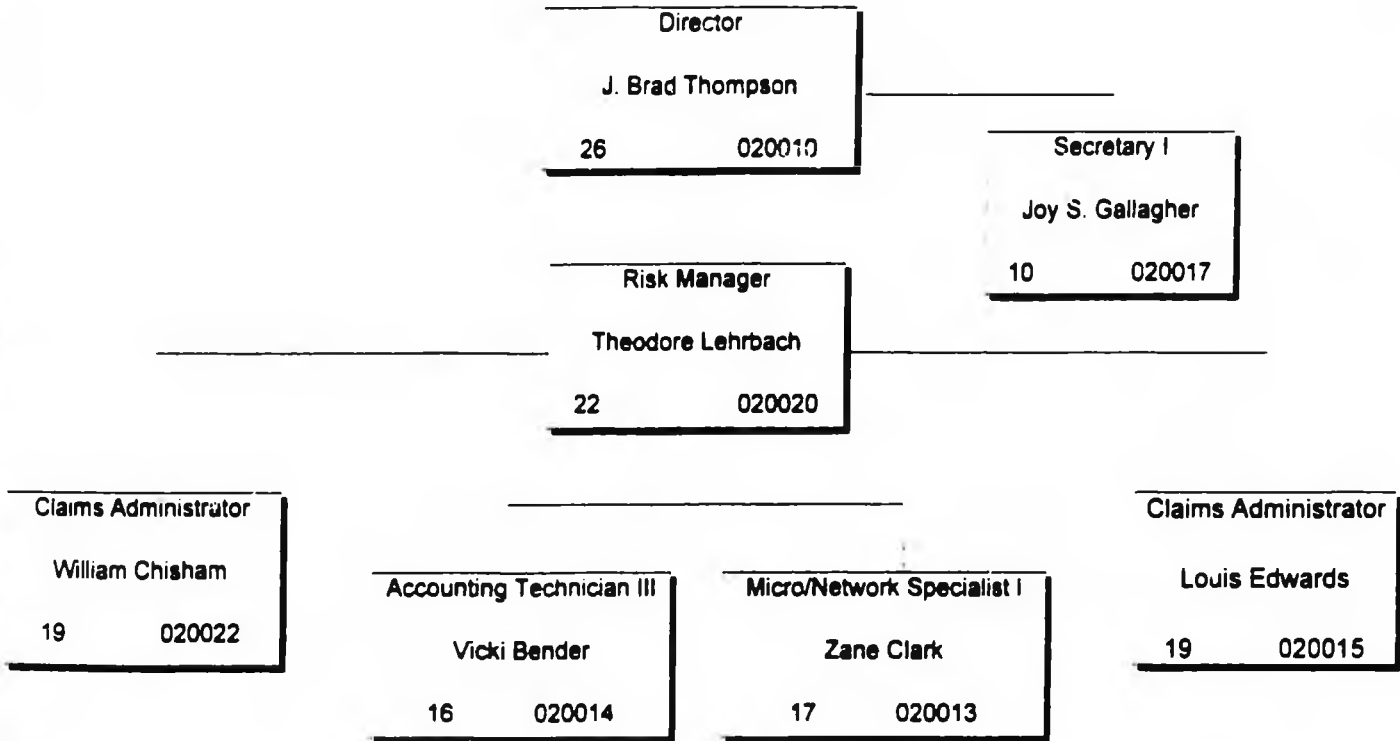 Director
J. Brad Thompson
26 020010
Secretary I
Joy S. Gallagher
10 020017
Risk Manager
Theodore Lehrbach
22 020020
Claims Administrator
William Chisham
19 020022
Accounting Technician III
Vicki Bender
16 020014
Micro/Network Specialist I
Zane Clark
17 020013
Claims Administrator
Louis Edwards
19 020015